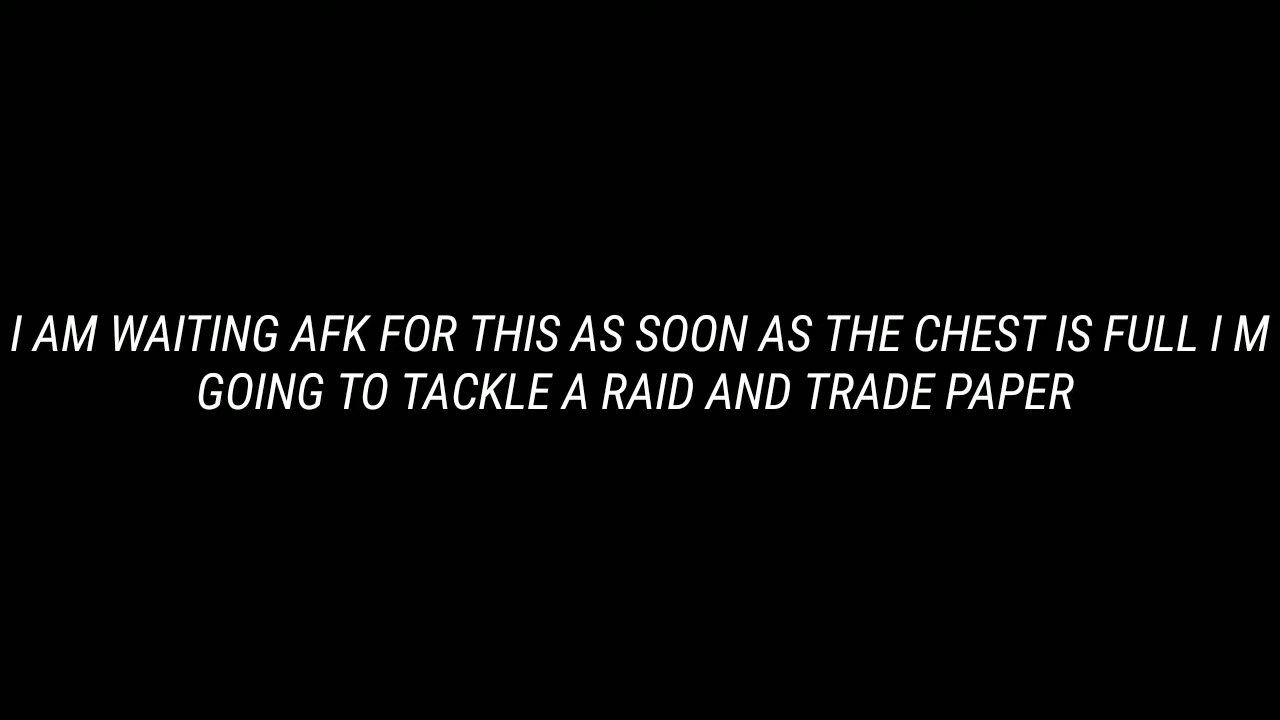 I AM WAITING AFK FOR THIS AS SOON AS THE CHEST IS FULL I M
GOING TO TACKLE A RAID AND TRADE PAPER